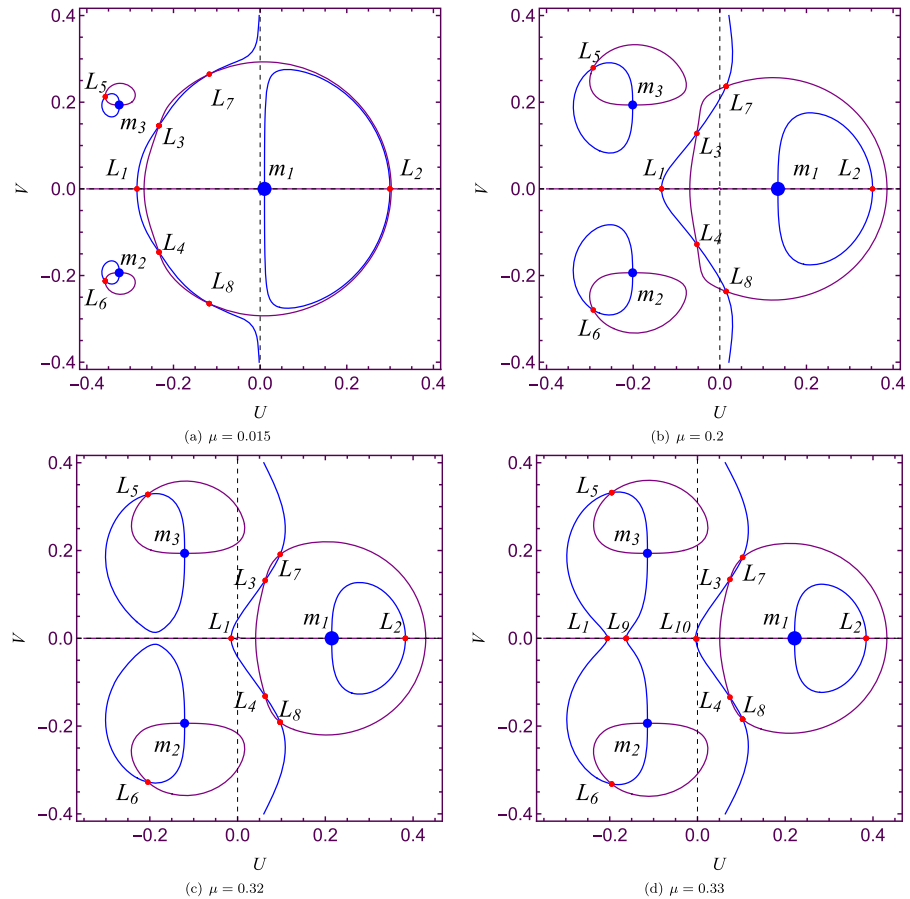 0.4
0.2
0.0
−0.2
−0.4
V
L5
m3
L7
L3
L1
m1
L2
L4
m2
L8
L6
−0.4
−0.2
0.0
0.2
0.4
U
(a) μ = 0.015
0.4
0.2
0.0
−0.2
−0.4
V
L5
m3
L7
L3
L1
m1
L2
L4
m2
L8
L6
−0.4
−0.2
0.0
0.2
0.4
U
(b) μ = 0.2
0.4
0.2
0.0
−0.2
−0.4
V
L5
m3
L3
L7
L1
m1
L2
L4
L8
m2
L6
−0.2
0.0
0.2
0.4
U
(c) μ = 0.32
0.4
0.2
0.0
−0.2
−0.4
V
L5
m3
L3
L7
L1
L9
L10
m1
L2
L4
L8
m2
L6
−0.2
0.0
0.2
0.4
U
(d) μ = 0.33